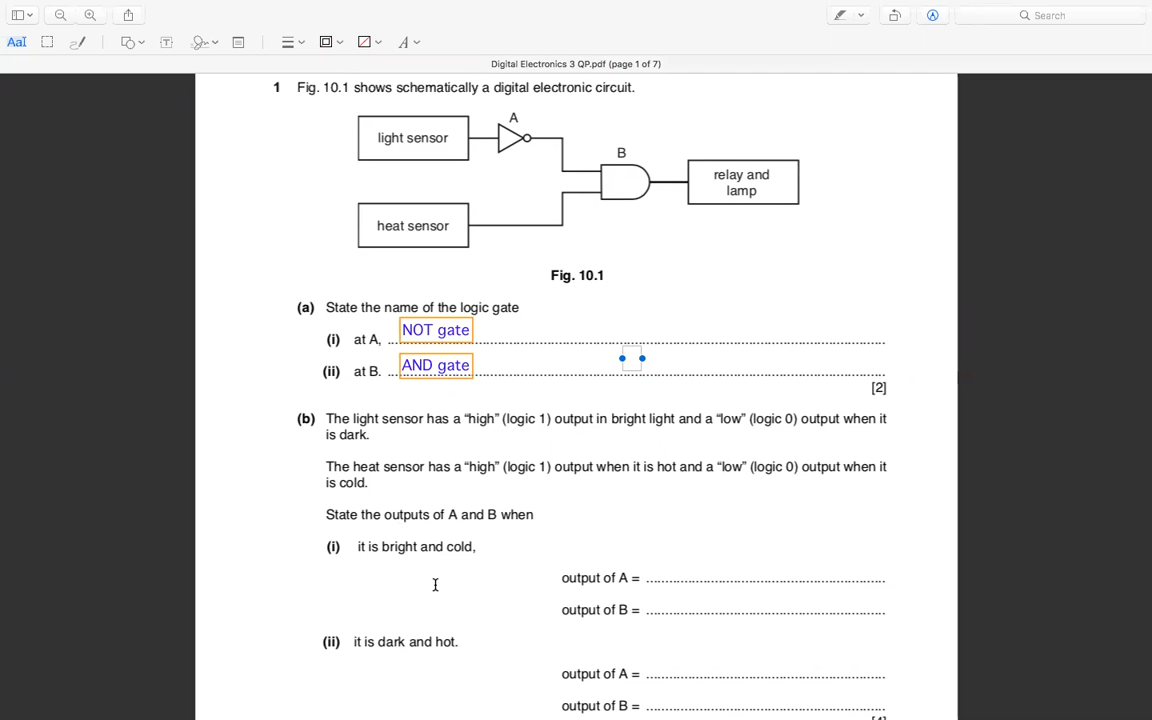 Search
AaI
T
A
Digital Electronics 3 QP.pdf (page 1 of 7)
1 Fig. 10.1 shows schematically a digital electronic circuit.
A
light sensor
B
relay and
lamp
heat sensor
Fig. 10.1
(a) State the name of the logic gate
(i) at A, NOT gate
(ii) at B. AND gate
[2]
(b) The light sensor has a “high” (logic 1) output in bright light and a “low” (logic 0) output when it
is dark.
The heat sensor has a “high” (logic 1) output when it is hot and a “low” (logic 0) output when it
is cold.
State the outputs of A and B when
(i) it is bright and cold,
output of A = ............................................................
output of B = ............................................................
(ii) it is dark and hot.
output of A = ............................................................
output of B = ............................................................